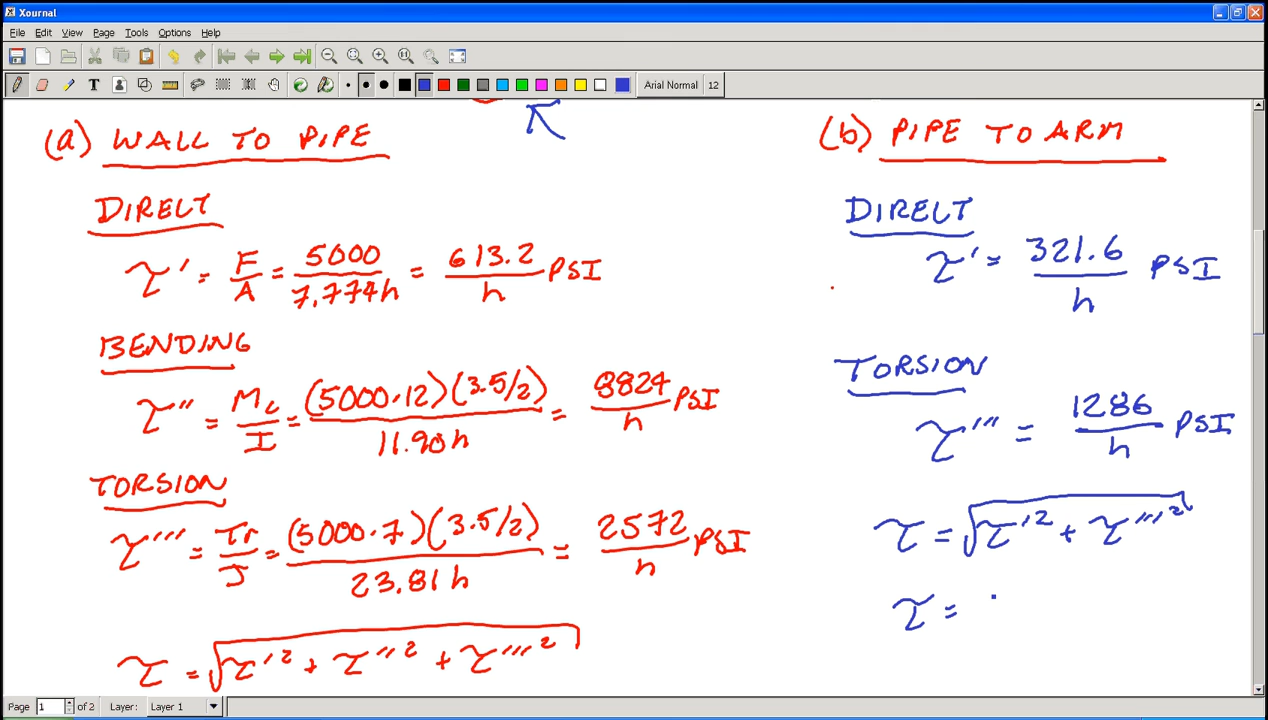 Xournal
File Edit View Page Tools Options Help
Arial Normal 12
(a) WALL TO PIPE
DIRECT
τ' = F/A = 5000/7.774h = 613.2/h PSI
BENDING
τ'' = Mc/I = (5000·12)(3.5/2)/11.90h = 8824/h PSI
TORSION
τ''' = Tr/J = (5000·7)(3.5/2)/23.81h = 2572/h PSI
τ = √τ'² + τ''² + τ'''²
(b) PIPE TO ARM
DIRECT
τ' = 321.6/h PSI
TORSION
τ''' = 1286/h PSI
τ = √τ'² + τ'''²
τ =
Page 1 of 2 Layer: Layer 1